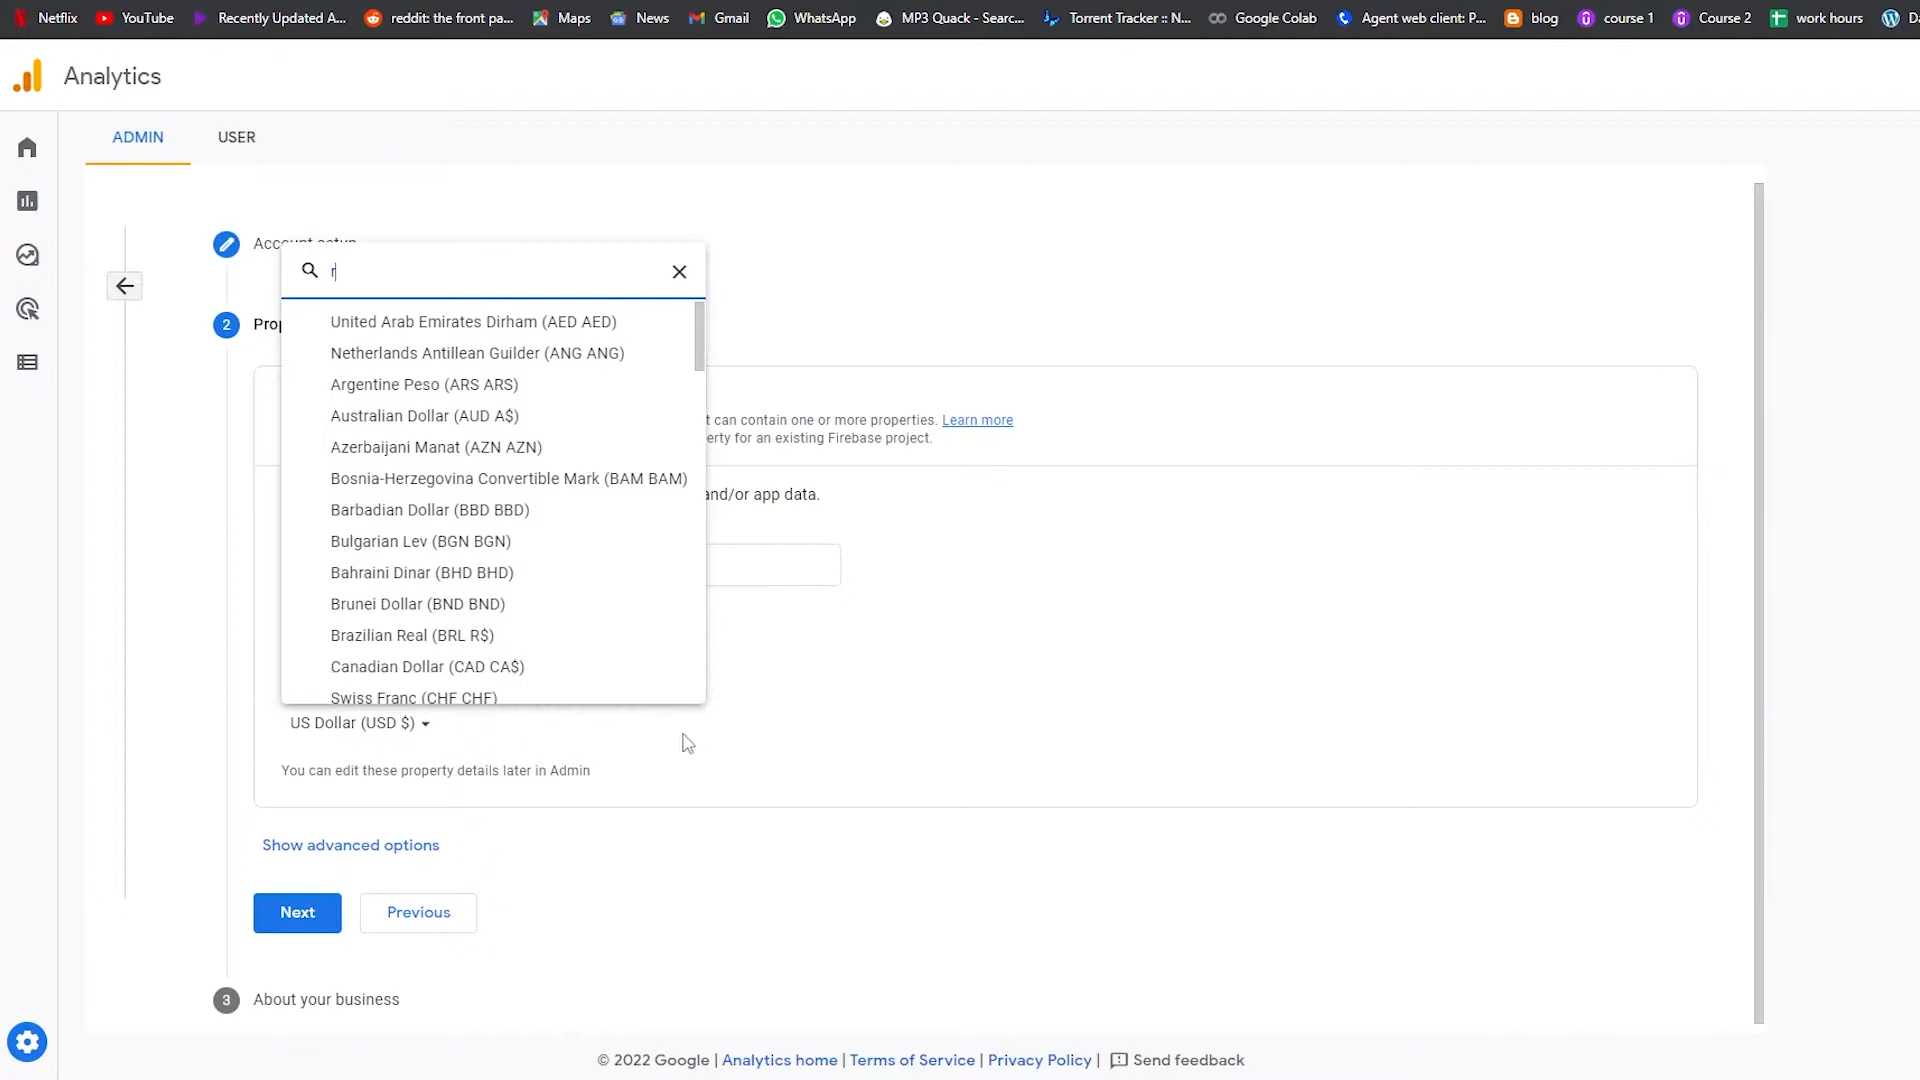 Netflix YouTube Recently Updated A... reddit: the front pa... Maps News Gmail WhatsApp MP3 Quack - Searc... Torrent Tracker :: N... Google Colab Agent web client: P... blog course 1 Course 2 work hours
Analytics
ADMIN USER
Account setup
r
2 Prop
United Arab Emirates Dirham (AED AED)
Netherlands Antillean Guilder (ANG ANG)
Argentine Peso (ARS ARS)
Australian Dollar (AUD A$)
Azerbaijani Manat (AZN AZN)
Bosnia-Herzegovina Convertible Mark (BAM BAM)
Barbadian Dollar (BBD BBD)
Bulgarian Lev (BGN BGN)
Bahraini Dinar (BHD BHD)
Brunei Dollar (BND BND)
Brazilian Real (BRL R$)
Canadian Dollar (CAD CA$)
Swiss Franc (CHF CHF)
t can contain one or more properties. Learn more
erty for an existing Firebase project.
and/or app data.
US Dollar (USD $)
You can edit these property details later in Admin
Show advanced options
Next Previous
3 About your business
© 2022 Google | Analytics home | Terms of Service | Privacy Policy | Send feedback